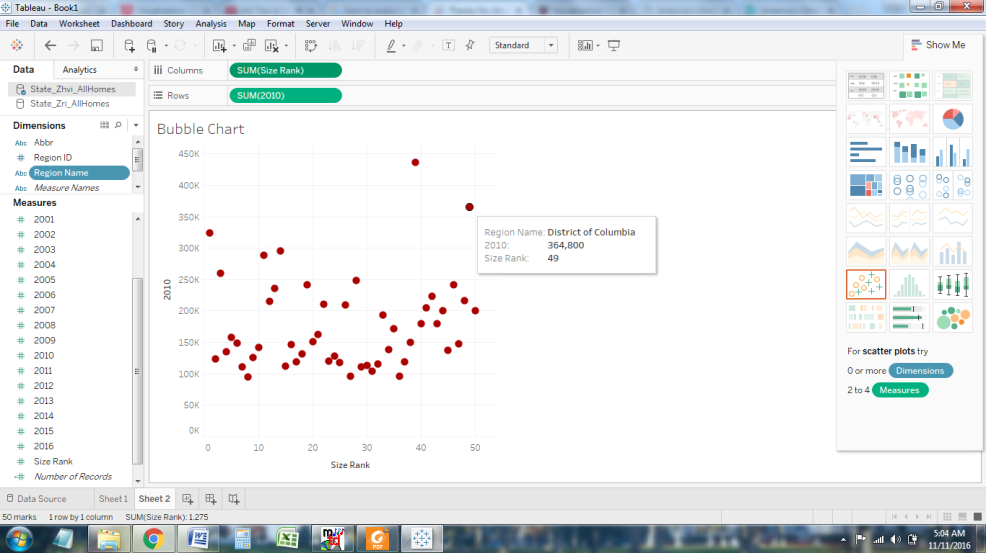 Tableau - Book1
File Data Worksheet Dashboard Story Analysis Map Format Server Window Help
Standard
Show Me
Data Analytics
State_Zhvi_AllHomes
State_Zri_AllHomes
Columns SUM(Size Rank)
Rows SUM(2010)
Dimensions
Abc Abbr
# Region ID
Abc Region Name
Abc Measure Names
Measures
# 2001
# 2002
# 2003
# 2004
# 2005
# 2006
# 2007
# 2008
# 2009
# 2010
# 2011
# 2012
# 2013
# 2014
# 2015
# 2016
# Size Rank
# Number of Records
Bubble Chart
450K
400K
350K
300K
250K
200K
150K
100K
50K
0K
2010
0 10 20 30 40 50
Size Rank
Region Name: District of Columbia
2010: 364,800
Size Rank: 49
For scatter plots try
0 or more Dimensions
2 to 4 Measures
Data Source Sheet 1 Sheet 2
50 marks 1 row by 1 column SUM(Size Rank): 1,275
5:04 AM
11/11/2016